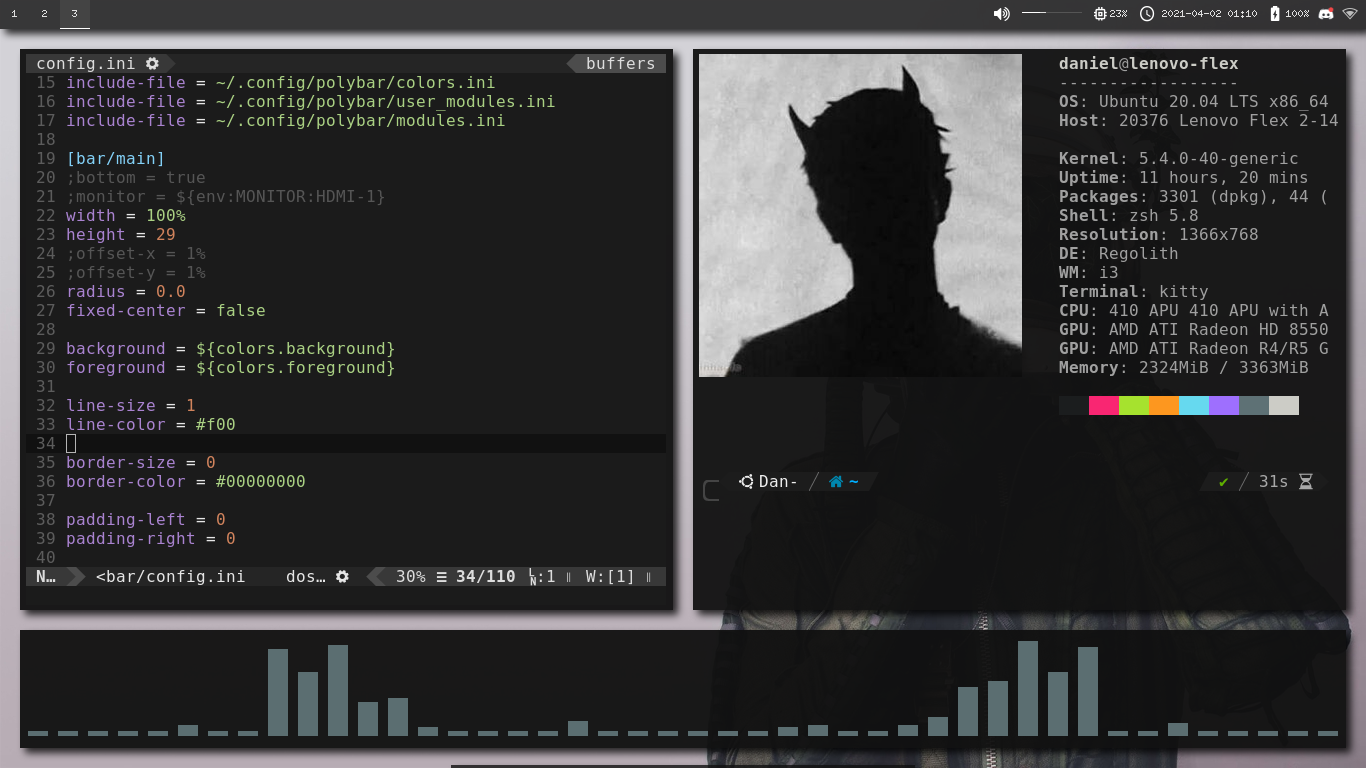 1 2 3 23% 2021-04-02 01:10 100%
config.ini buffers
15 include-file = ~/.config/polybar/colors.ini
16 include-file = ~/.config/polybar/user_modules.ini
17 include-file = ~/.config/polybar/modules.ini
18
19 [bar/main]
20 ;bottom = true
21 ;monitor = ${env:MONITOR:HDMI-1}
22 width = 100%
23 height = 29
24 ;offset-x = 1%
25 ;offset-y = 1%
26 radius = 0.0
27 fixed-center = false
28
29 background = ${colors.background}
30 foreground = ${colors.foreground}
31
32 line-size = 1
33 line-color = #f00
34
35 border-size = 0
36 border-color = #00000000
37
38 padding-left = 0
39 padding-right = 0
40
N… <bar/config.ini dos… 30% ☰ 34/110 ␤:1 W:[1]
daniel@lenovo-flex
------------------
OS: Ubuntu 20.04 LTS x86_64
Host: 20376 Lenovo Flex 2-14
Kernel: 5.4.0-40-generic
Uptime: 11 hours, 20 mins
Packages: 3301 (dpkg), 44 (
Shell: zsh 5.8
Resolution: 1366x768
DE: Regolith
WM: i3
Terminal: kitty
CPU: 410 APU 410 APU with A
GPU: AMD ATI Radeon HD 8550
GPU: AMD ATI Radeon R4/R5 G
Memory: 2324MiB / 3363MiB
Dan- / ~ ✔ / 31s